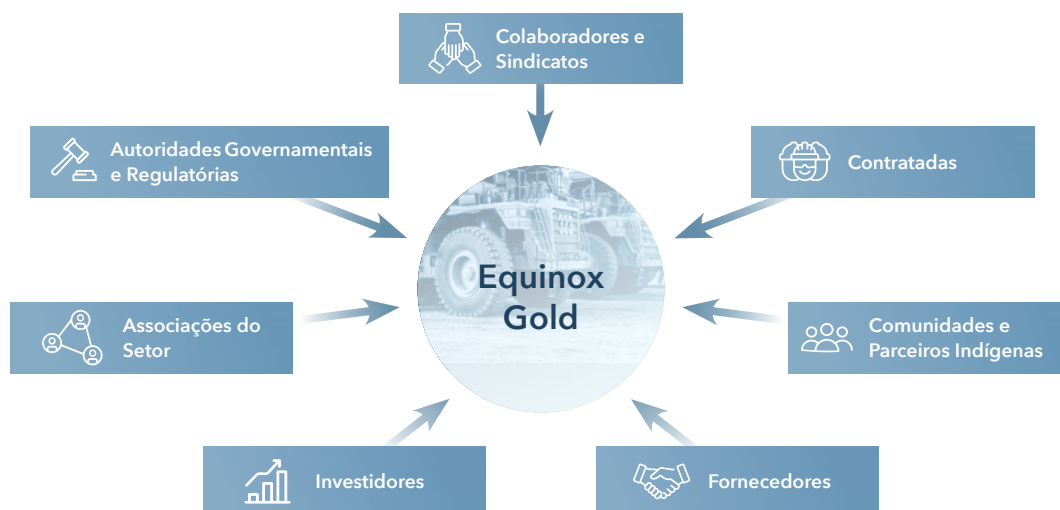 Colaboradores e
Sindicatos
Autoridades Governamentais
e Regulatórias
Contratadas
Equinox
Gold
Associações do
Setor
Comunidades e
Parceiros Indígenas
Investidores
Fornecedores